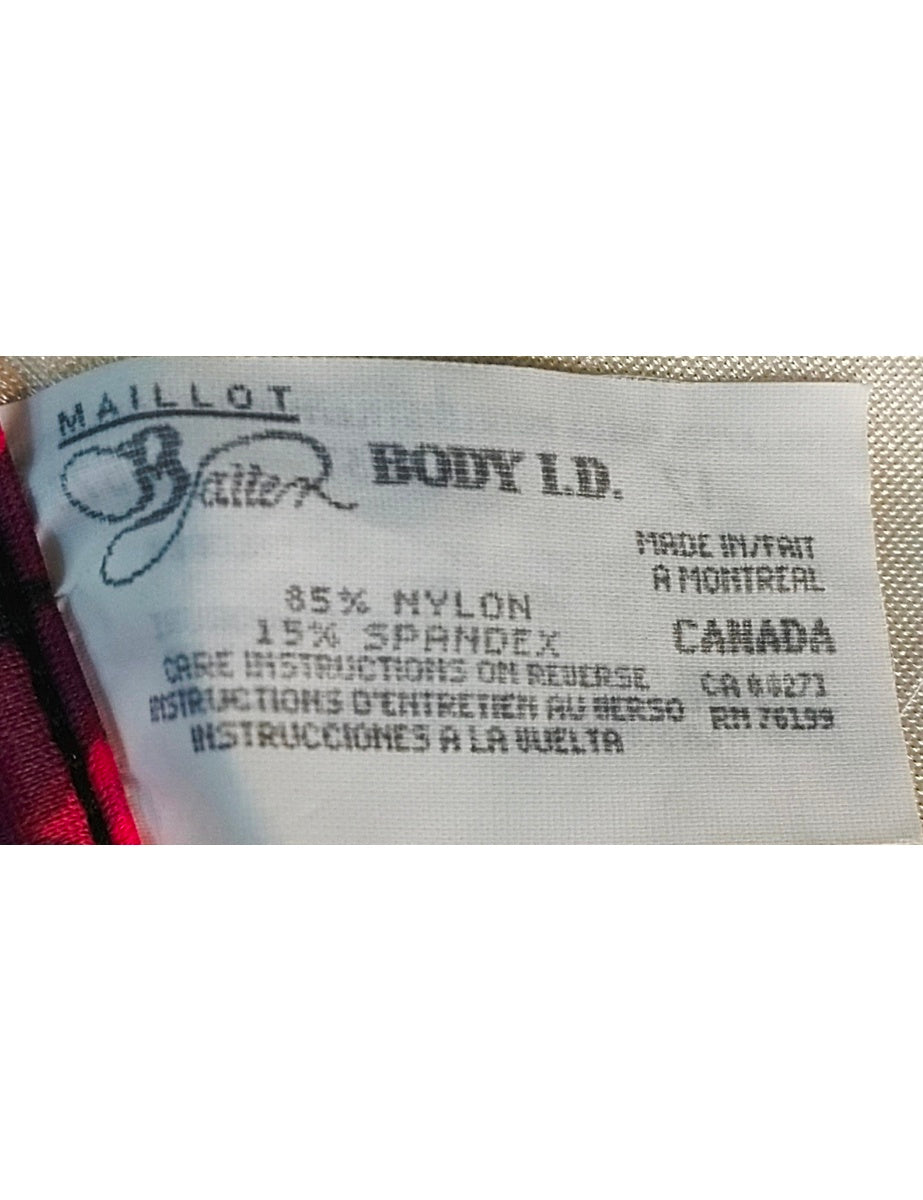 MAILLOT
Baltex BODY I.D.
MADE IN/FAIT
A MONTREAL
CANADA
CA 00271
RN 76199
85% NYLON
15% SPANDEX
CARE INSTRUCTIONS ON REVERSE
INSTRUCTIONS D'ENTRETIEN AU VERSO
INSTRUCCIONES A LA VUELTA